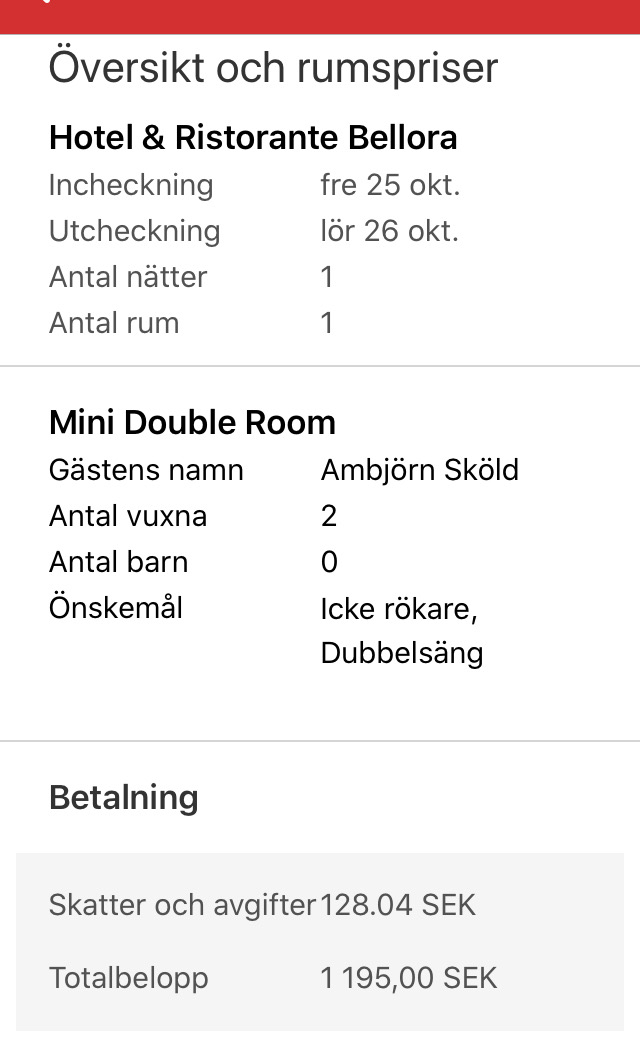 Översikt och rumspriser
Hotel & Ristorante Bellora
Incheckning fre 25 okt.
Utcheckning lör 26 okt.
Antal nätter 1
Antal rum 1
Mini Double Room
Gästens namn Ambjörn Sköld
Antal vuxna 2
Antal barn 0
Önskemål Icke rökare,
Dubbelsäng
Betalning
Skatter och avgifter 128.04 SEK
Totalbelopp 1 195,00 SEK